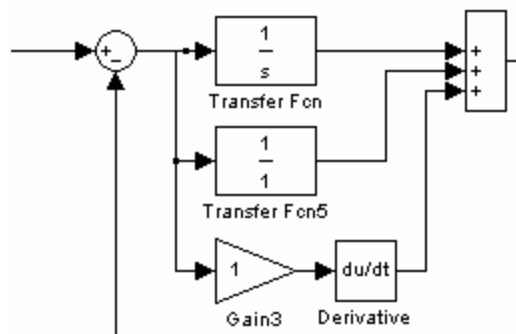 +
−
1
s
Transfer Fcn
1
1
Transfer Fcn5
1
Gain3
du/dt
Derivative
+
+
+